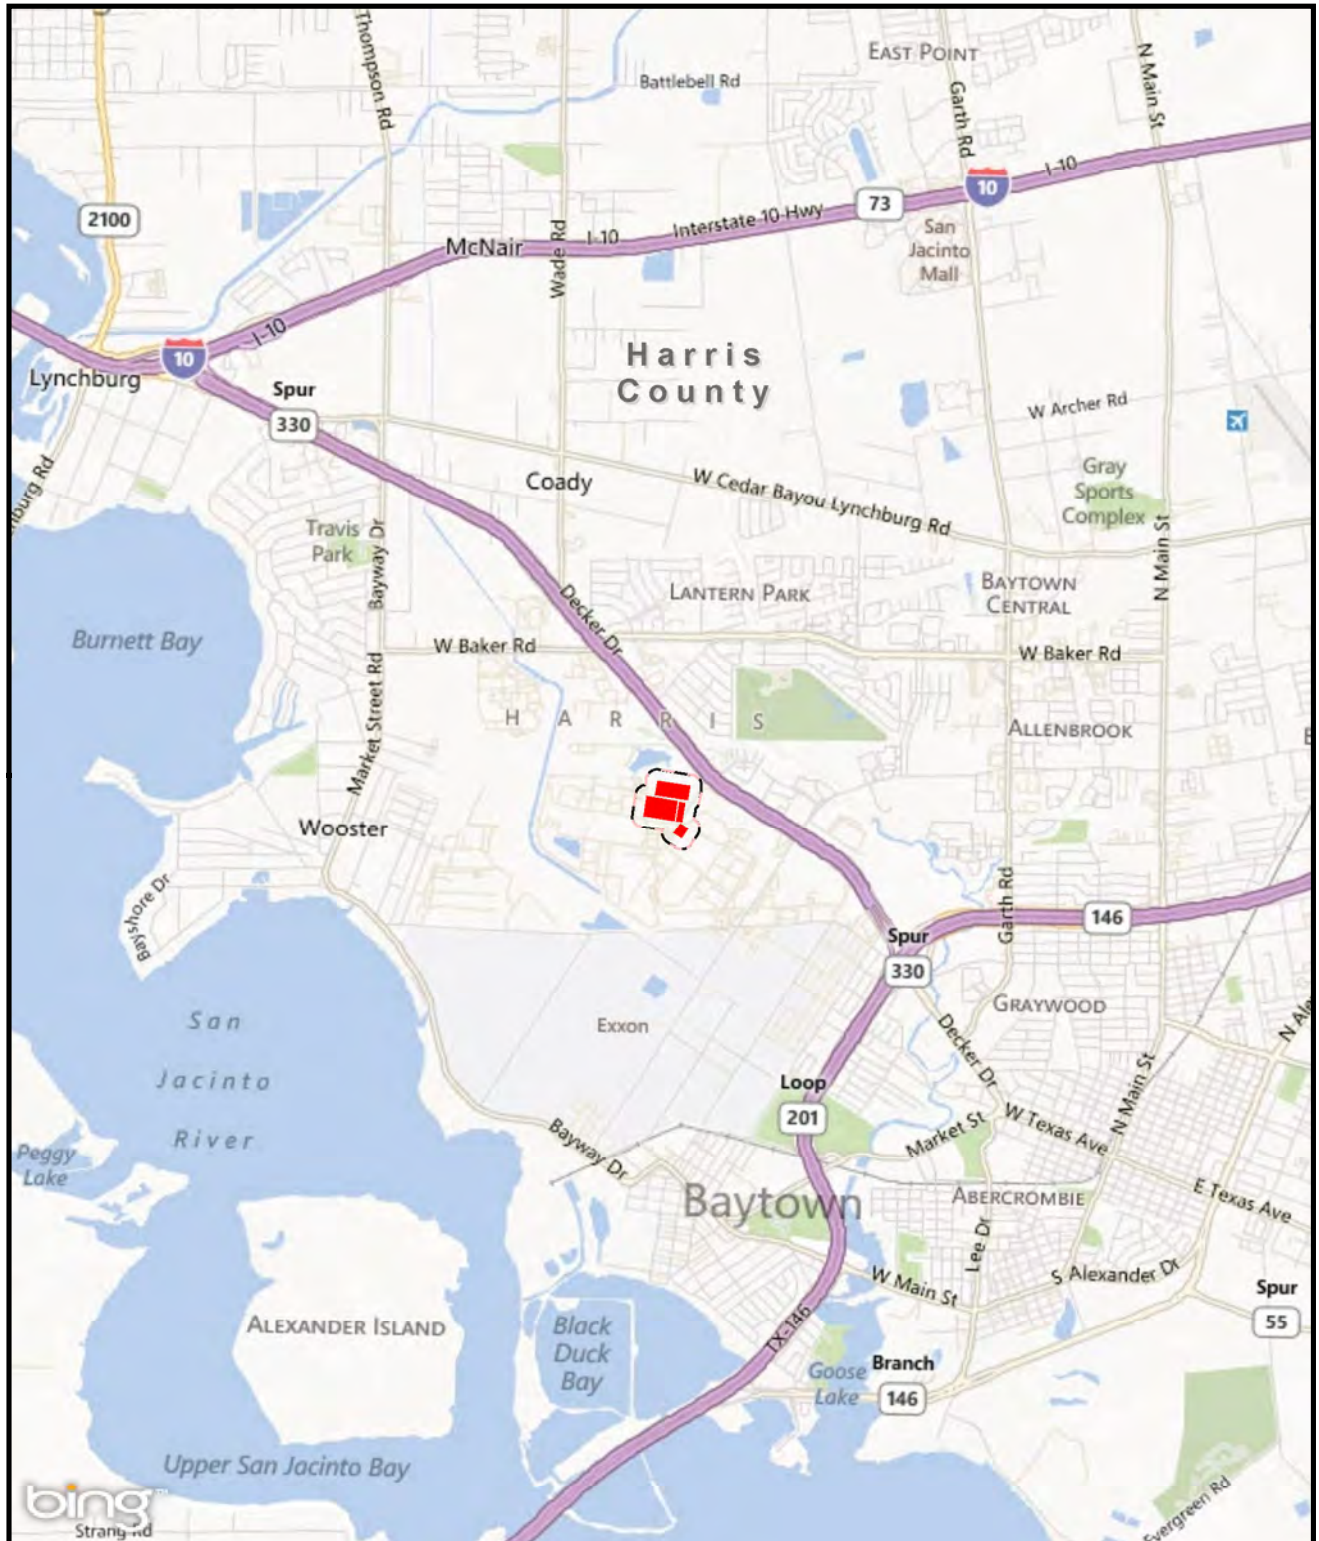 EAST POINT
Thompson Rd
Battlebell Rd
N Main St
Garth Rd
I-10
10
73
2100
Interstate 10 Hwy
I-10
McNair
Wade Rd
San
Jacinto
Mall
I-10
10
Lynchburg
Harris
County
Spur
330
W Archer Rd
Coady
W Cedar Bayou Lynchburg Rd
Gray
Sports
Complex
Travis
Park
Bayway Dr
N Main St
Decker Dr
LANTERN PARK
BAYTOWN
CENTRAL
Burnett Bay
W Baker Rd
W Baker Rd
Market Street Rd
HARRIS
ALLENBROOK
Wooster
Bayshore Dr
Garth Rd
146
Spur
330
San
Jacinto
River
Exxon
GRAYWOOD
Decker Dr
Loop
201
N Main St
Market St
W Texas Ave
Peggy
Lake
Bayway Dr
Baytown
ABERCROMBIE
E Texas Ave
Lee Dr
W Main St
S Alexander Dr
Spur
55
ALEXANDER ISLAND
Black
Duck
Bay
TX-146
Goose
Lake
Branch
146
Upper San Jacinto Bay
bing
Strang Rd
Evergreen Rd